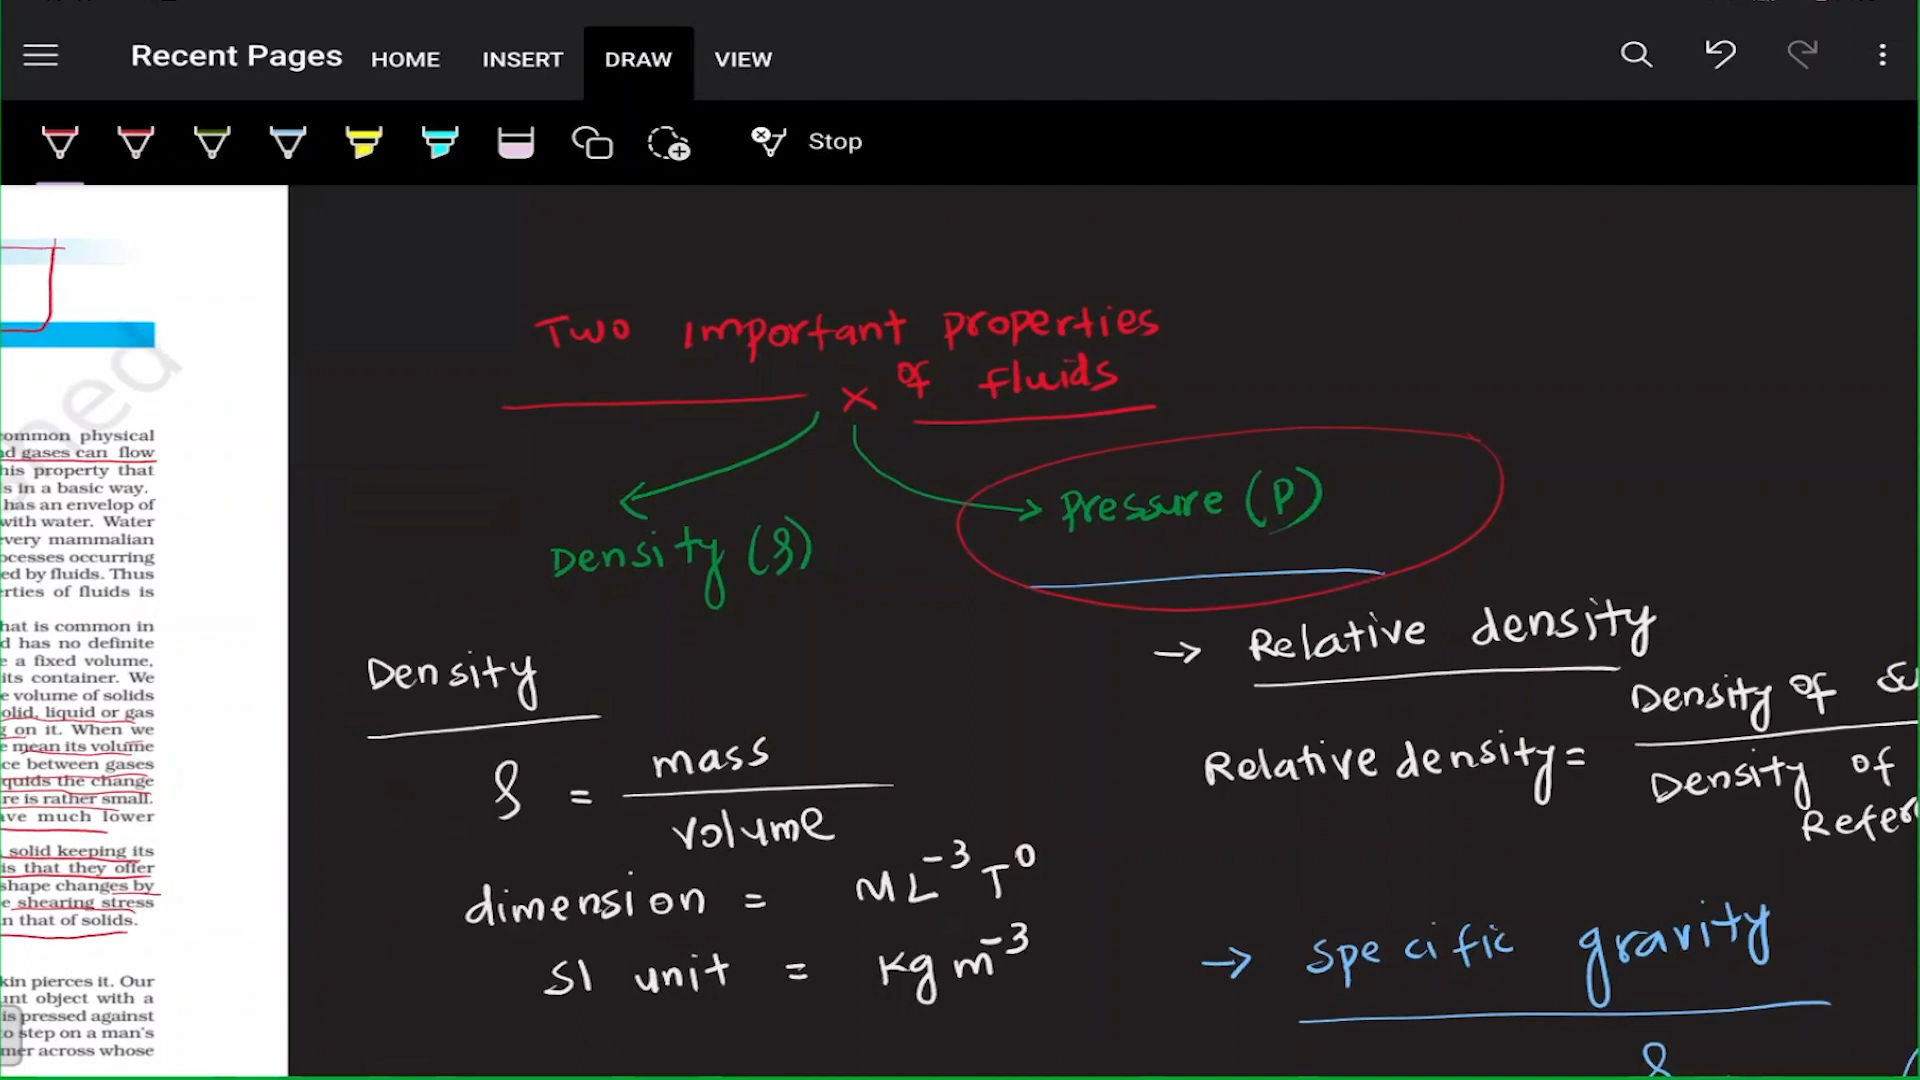 Recent Pages HOME INSERT DRAW VIEW
Stop
ommon physical
d gases can flow
his property that
s in a basic way.
has an envelop of
with water. Water
very mammalian
ocesses occurring
ed by fluids. Thus
rties of fluids is
hat is common in
d has no definite
e a fixed volume,
its container. We
e volume of solids
olid, liquid or gas
g on it. When we
e mean its volume
ce between gases
quids the change
re is rather small.
ave much lower
solid keeping its
is that they offer
shape changes by
e shearing stress
n that of solids.
kin pierces it. Our
unt object with a
is pressed against
to step on a man's
mer across whose
Two Important properties
of fluids
Density (ρ)
Pressure (P)
Density
ρ = mass
volume
dimension = ML⁻³T⁰
SI unit = Kg m⁻³
→ Relative density
Relative density = Density of
Density of
Refer
→ Specific gravity
ρ